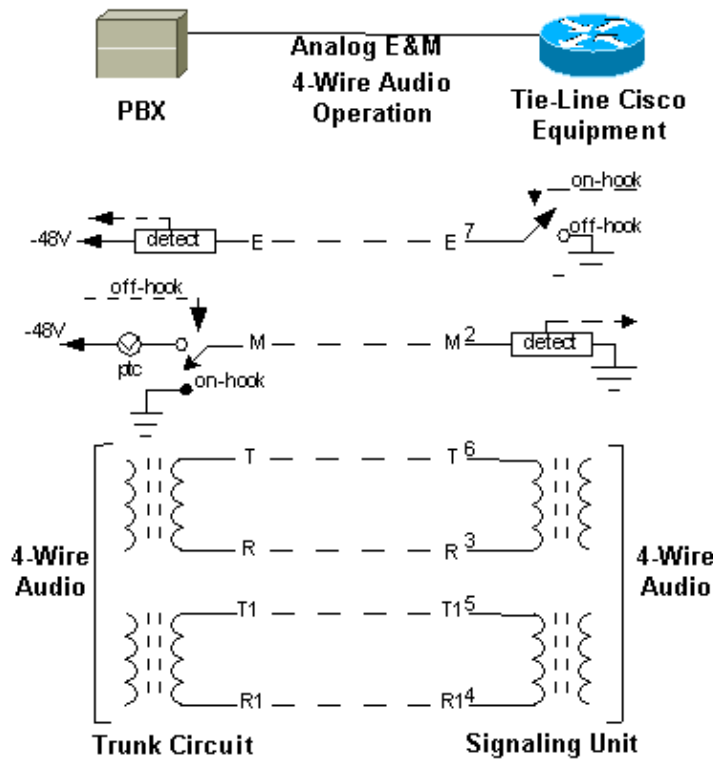 Analog E&M
4-Wire Audio
Operation
PBX
Tie-Line Cisco
Equipment
on-hook
-48V
detect
E
E
7
off-hook
off-hook
-48V
ptc
M
M
2
detect
on-hook
T
T
6
4-Wire
Audio
R
R
3
4-Wire
Audio
T1
T1
5
R1
R1
4
Trunk Circuit
Signaling Unit